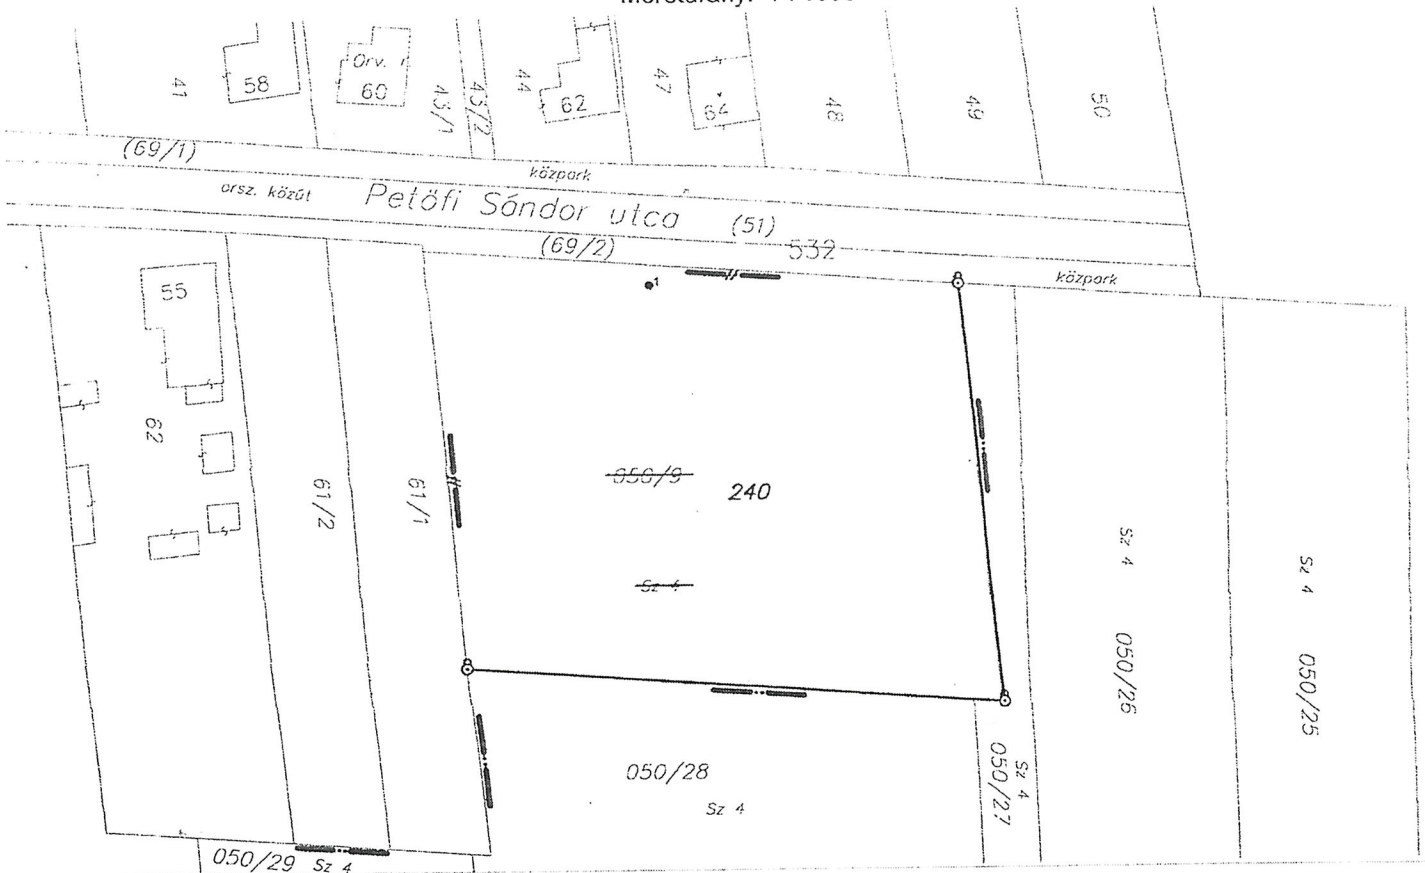 41
58
Orv. r
60
43/1
43/2
44
62
47
64
48
49
50
(69/1)
közpark
orsz. közút
Petőfi Sándor utca
(51)
(69/2)
532
közpark
1
55
62
61/2
61/1
050/9
240
Sz 4
Sz 4
050/26
Sz 4
050/25
050/28
Sz 4
Sz 4
050/27
050/29 Sz 4